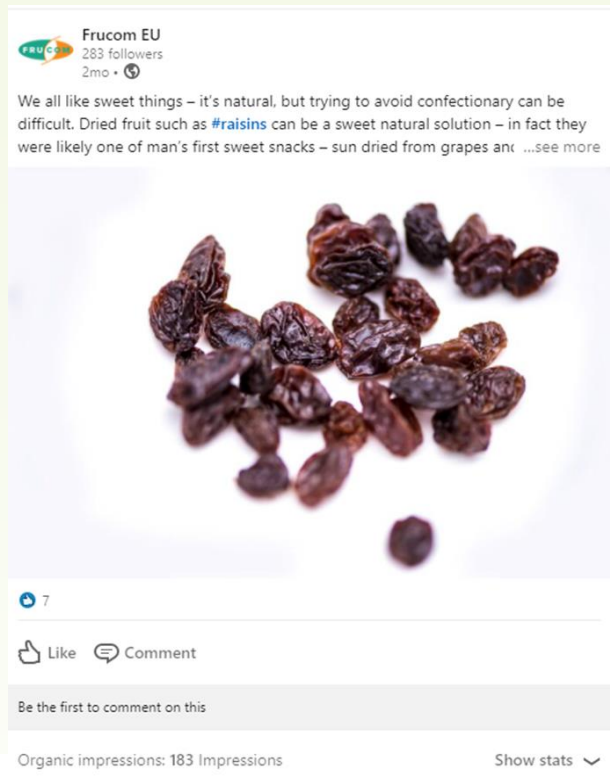 FRUCOM
Frucom EU
283 followers
2mo •
We all like sweet things – it's natural, but trying to avoid confectionary can be
difficult. Dried fruit such as #raisins can be a sweet natural solution – in fact they
were likely one of man's first sweet snacks – sun dried from grapes and ...see more
7
Like Comment
Be the first to comment on this
Organic impressions: 183 Impressions Show stats